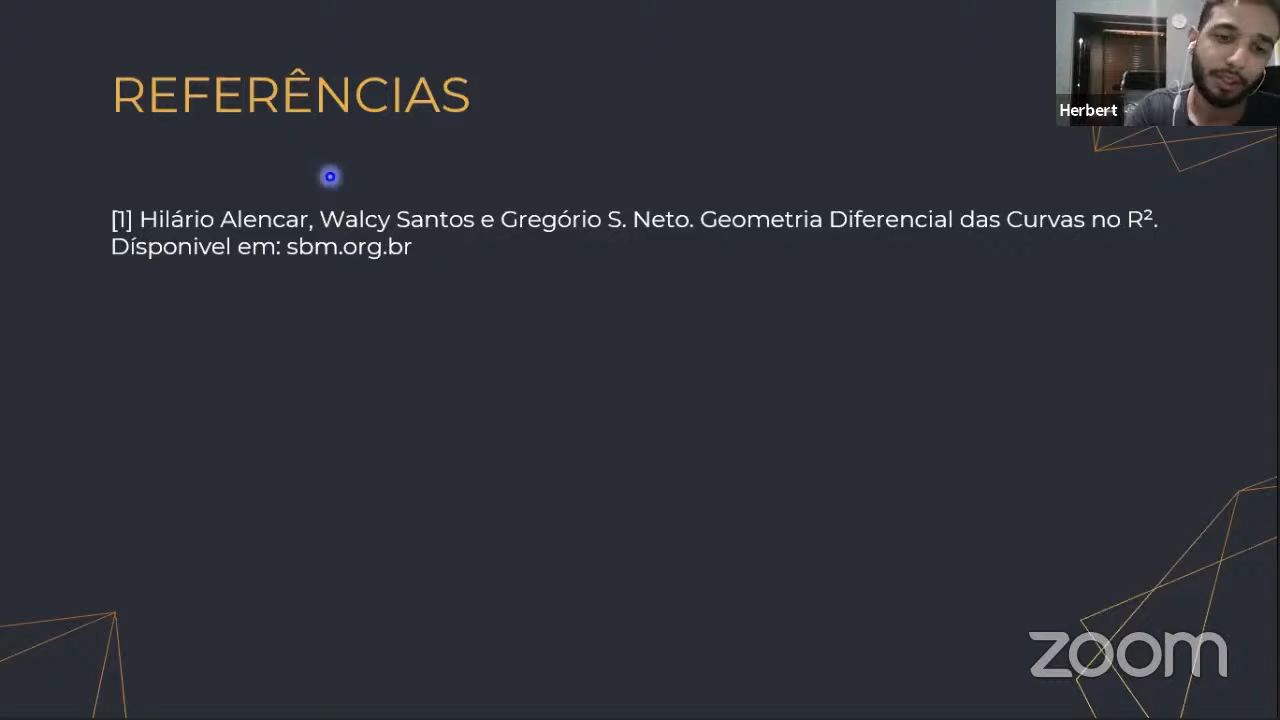 REFERÊNCIAS
Herbert
[1] Hilário Alencar, Walcy Santos e Gregório S. Neto. Geometria Diferencial das Curvas no R².
Dísponivel em: sbm.org.br
zoom